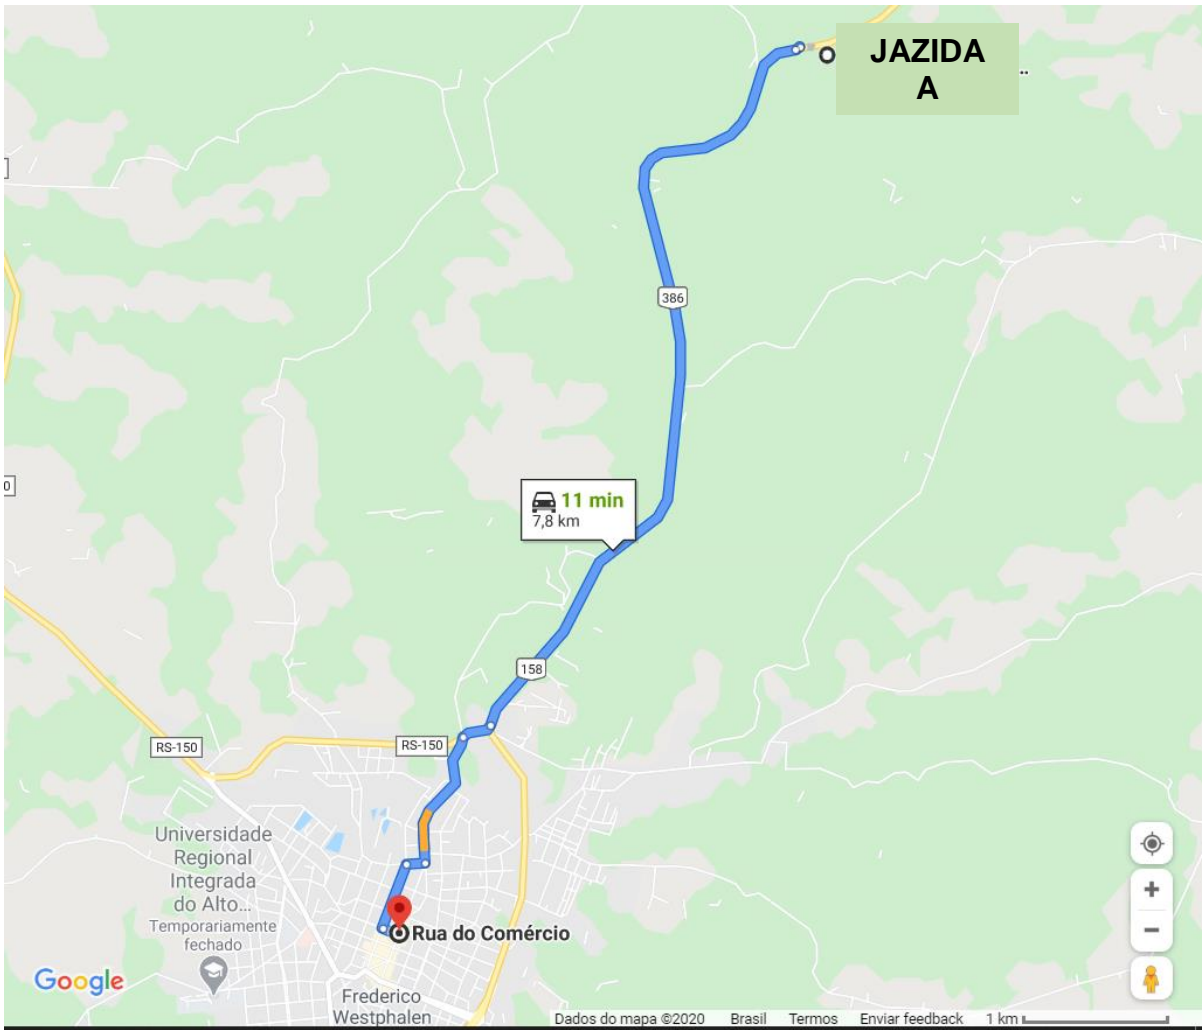 JAZIDA
A
..
386
11 min
7,8 km
0
158
RS-150
RS-150
Universidade
Regional
Integrada
do Alto...
Temporariamente
fechado
Rua do Comércio
Google
Frederico
Westphalen
Dados do mapa ©2020 Brasil Termos Enviar feedback 1 km